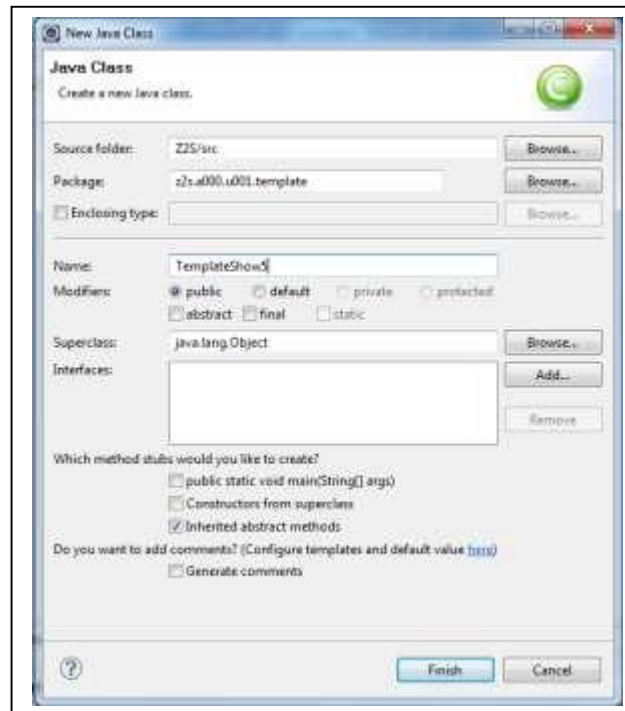 New Java Class
Java Class
Create a new Java class.
Source folder: Z2S/src Browse...
Package: z2s.a000.u001.template Browse...
Enclosing type: Browse...
Name: TemplateShow5
Modifiers: public default private protected
abstract final static
Superclass: java.lang.Object Browse...
Interfaces: Add...
Remove
Which method stubs would you like to create?
public static void main(String[] args)
Constructors from superclass
Inherited abstract methods
Do you want to add comments? (Configure templates and default value here)
Generate comments
? Finish Cancel